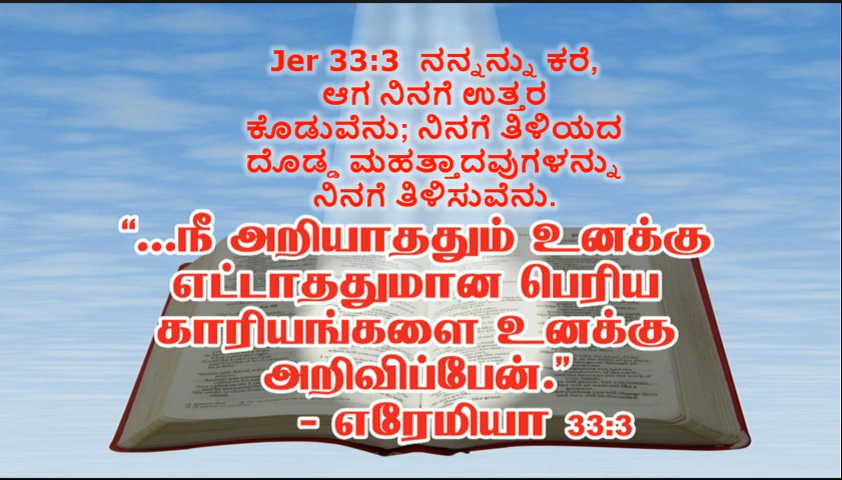 Jer 33:3 ನನ್ನನ್ನು ಕರೆ,
ಆಗ ನಿನಗೆ ಉತ್ತರ
ಕೊಡುವೆನು; ನಿನಗೆ ತಿಳಿಯದ
ದೊಡ್ಡ ಮಹತ್ತಾದವುಗಳನ್ನು
ನಿನಗೆ ತಿಳಿಸುವೆನು.
“...நீ அறியாததும் உனக்கு
எட்டாததுமான பெரிய
காரியங்களை உனக்கு
அறிவிப்பேன்.”
- எரேமியா 33:3